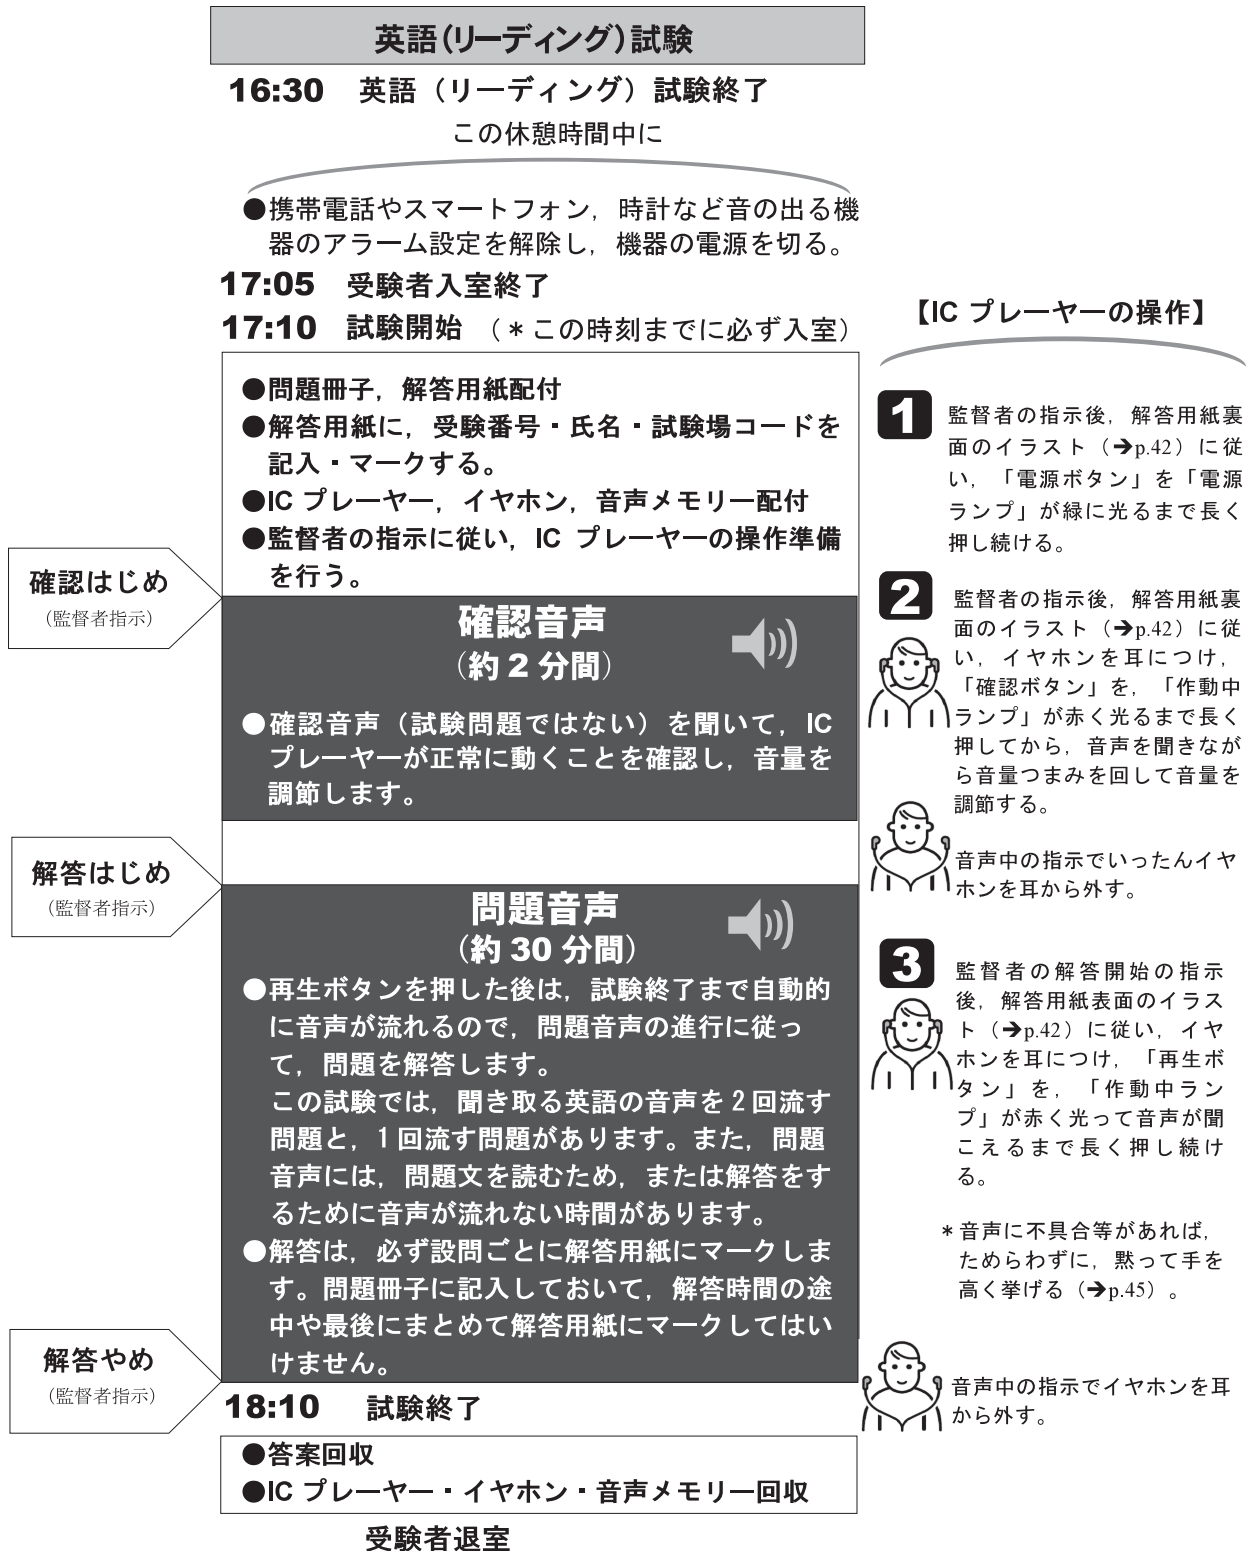 英語(リーディング)試験
16:30 英語(リーディング)試験終了
この休憩時間中に
●携帯電話やスマートフォン,時計など音の出る機
器のアラーム設定を解除し,機器の電源を切る。
17:05 受験者入室終了
17:10 試験開始 (*この時刻までに必ず入室)
●問題冊子,解答用紙配付
●解答用紙に,受験番号・氏名・試験場コードを
記入・マークする。
●IC プレーヤー,イヤホン,音声メモリー配付
●監督者の指示に従い,IC プレーヤーの操作準備
を行う。
確認はじめ
(監督者指示)
確認音声
(約 2 分間)
●確認音声(試験問題ではない)を聞いて,IC
プレーヤーが正常に動くことを確認し,音量を
調節します。
解答はじめ
(監督者指示)
問題音声
(約 30 分間)
●再生ボタンを押した後は,試験終了まで自動的
に音声が流れるので,問題音声の進行に従っ
て,問題を解答します。
この試験では,聞き取る英語の音声を2回流す
問題と,1回流す問題があります。また,問題
音声には,問題文を読むため,または解答をす
るために音声が流れない時間があります。
●解答は,必ず設問ごとに解答用紙にマークしま
す。問題冊子に記入しておいて,解答時間の途
中や最後にまとめて解答用紙にマークしてはい
けません。
解答やめ
(監督者指示)
18:10 試験終了
●答案回収
●IC プレーヤー・イヤホン・音声メモリー回収
受験者退室
【IC プレーヤーの操作】
1
監督者の指示後,解答用紙裏
面のイラスト(➔p.42)に従
い,「電源ボタン」を「電源
ランプ」が緑に光るまで長く
押し続ける。
2
監督者の指示後,解答用紙裏
面のイラスト(➔p.42)に従
い,イヤホンを耳につけ,
「確認ボタン」を,「作動中
ランプ」が赤く光るまで長く
押してから,音声を聞きなが
ら音量つまみを回して音量を
調節する。
音声中の指示でいったんイヤ
ホンを耳から外す。
3
監督者の解答開始の指示
後,解答用紙表面のイラス
ト(➔p.42)に従い,イヤ
ホンを耳につけ,「再生ボ
タン」を,「作動中ラン
プ」が赤く光って音声が聞
こえるまで長く押し続け
る。
*音声に不具合等があれば,
ためらわずに,黙って手を
高く挙げる(➔p.45)。
音声中の指示でイヤホンを耳
から外す。